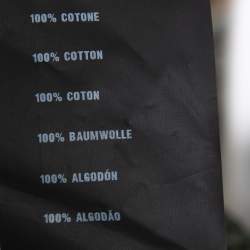 100% COTONE
100% COTTON
100% COTON
100% BAUMWOLLE
100% ALGODÓN
100% ALGODÃO